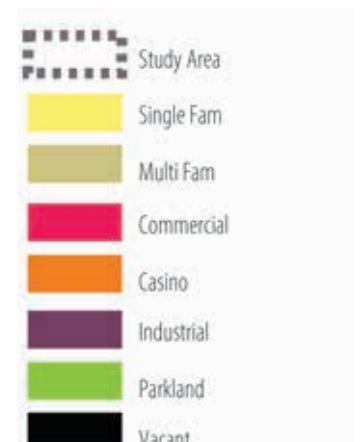 Study Area
Single Fam
Multi Fam
Commercial
Casino
Industrial
Parkland
Vacant